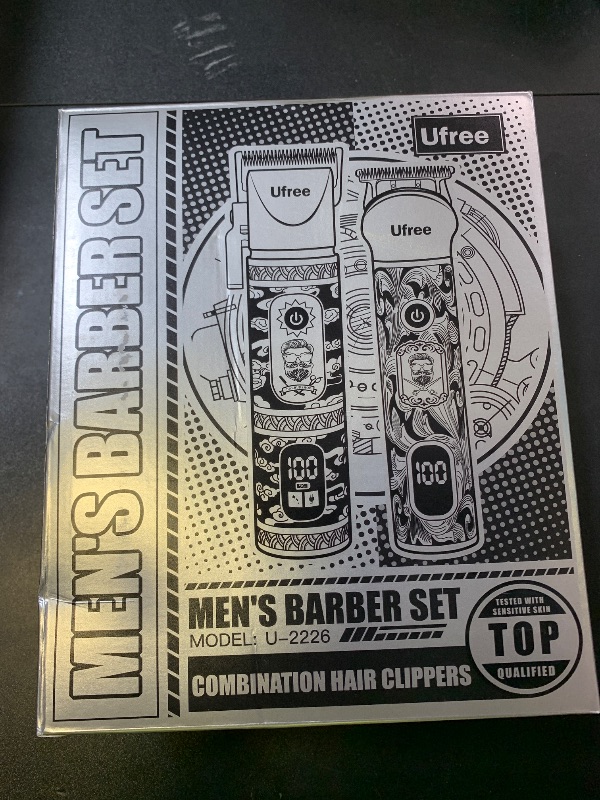 MEN'S BARBER SET
Ufree
Ufree
Ufree
100
100
MEN'S BARBER SET
MODEL: U-2226
COMBINATION HAIR CLIPPERS
TESTED WITH
SENSITIVE SKIN
TOP
QUALIFIED